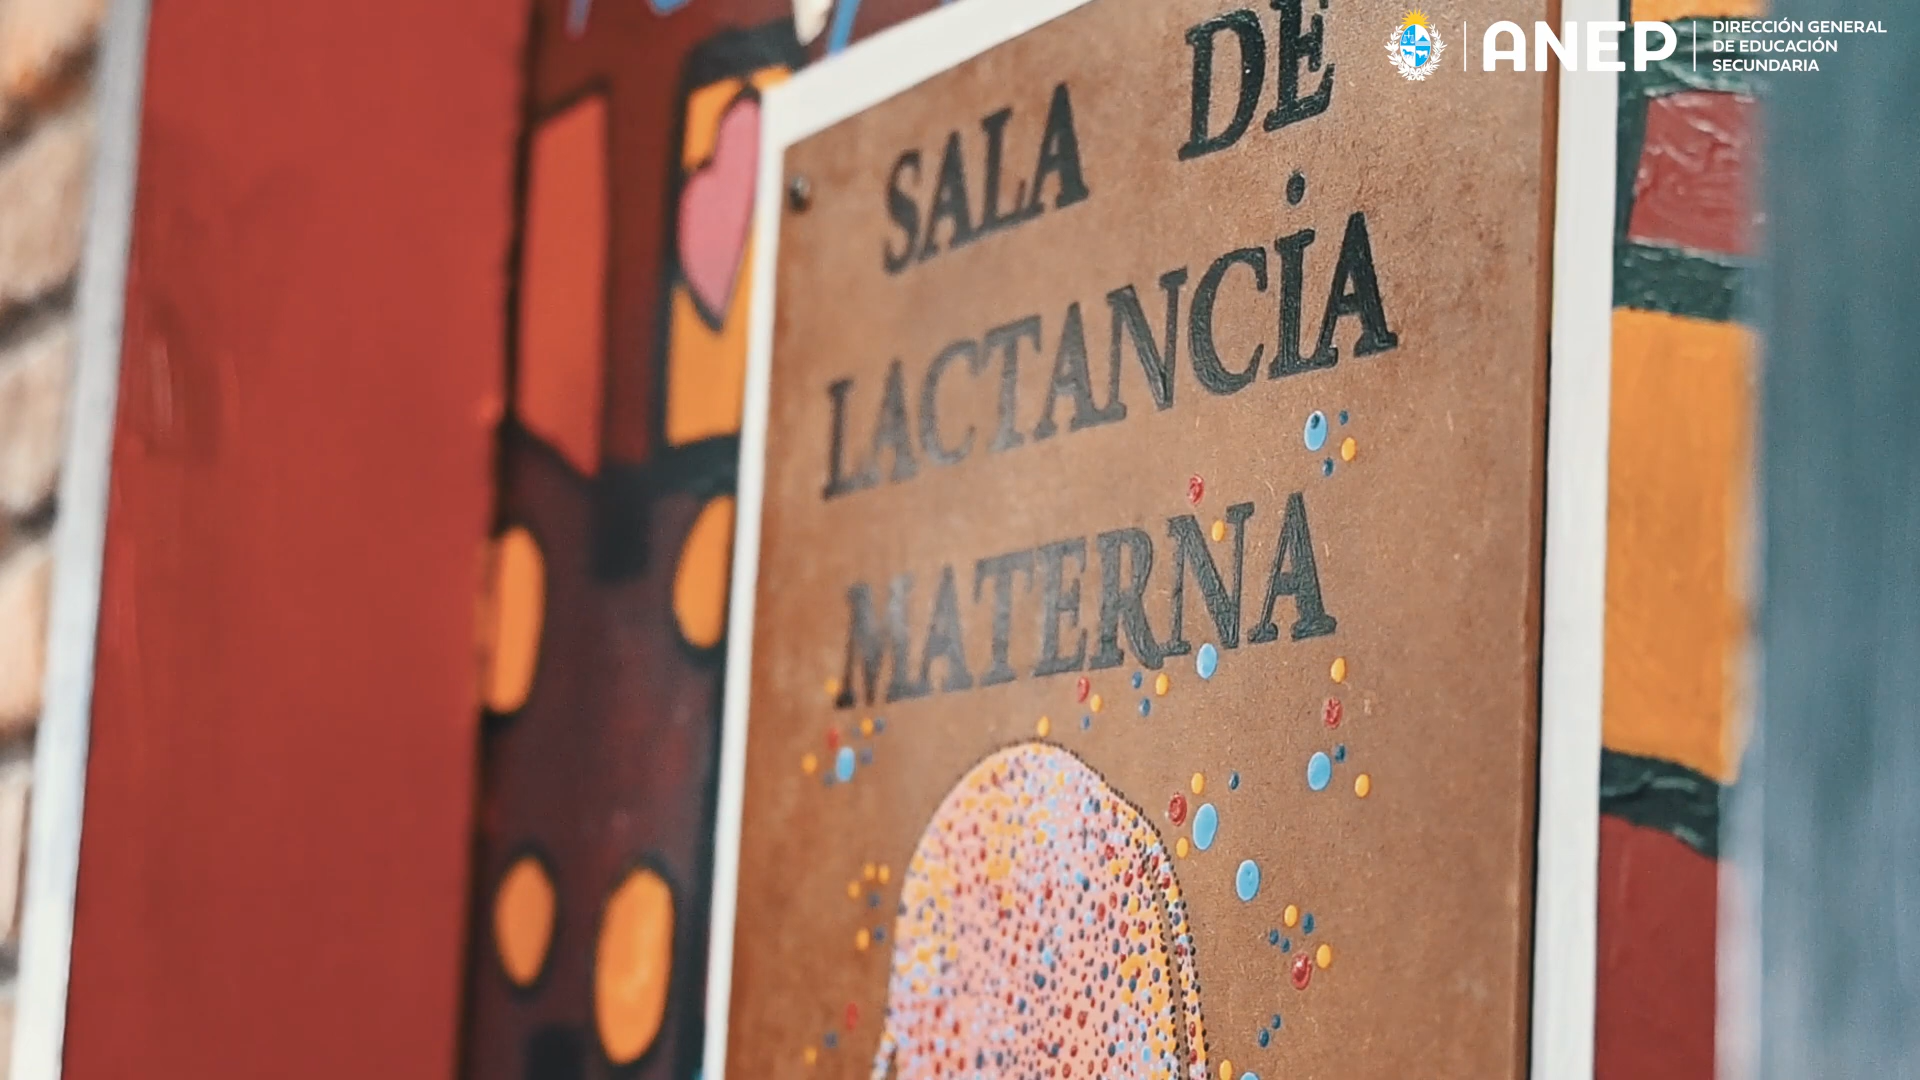 SALA DE
LACTANCiA
MATERNA
ANEP
DIRECCIÓN GENERAL
DE EDUCACIÓN
SECUNDARIA